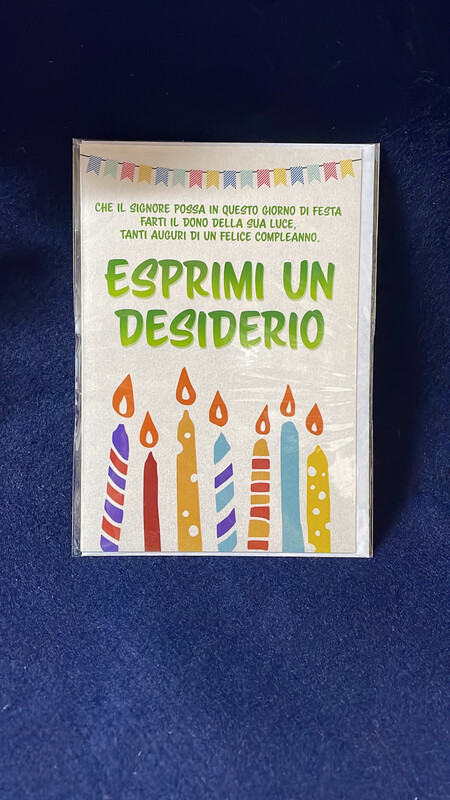 CHE IL SIGNORE POSSA IN QUESTO GIORNO DI FESTA
FARTI IL DONO DELLA SUA LUCE,
TANTI AUGURI DI UN FELICE COMPLEANNO.
ESPRIMI UN
DESIDERIO